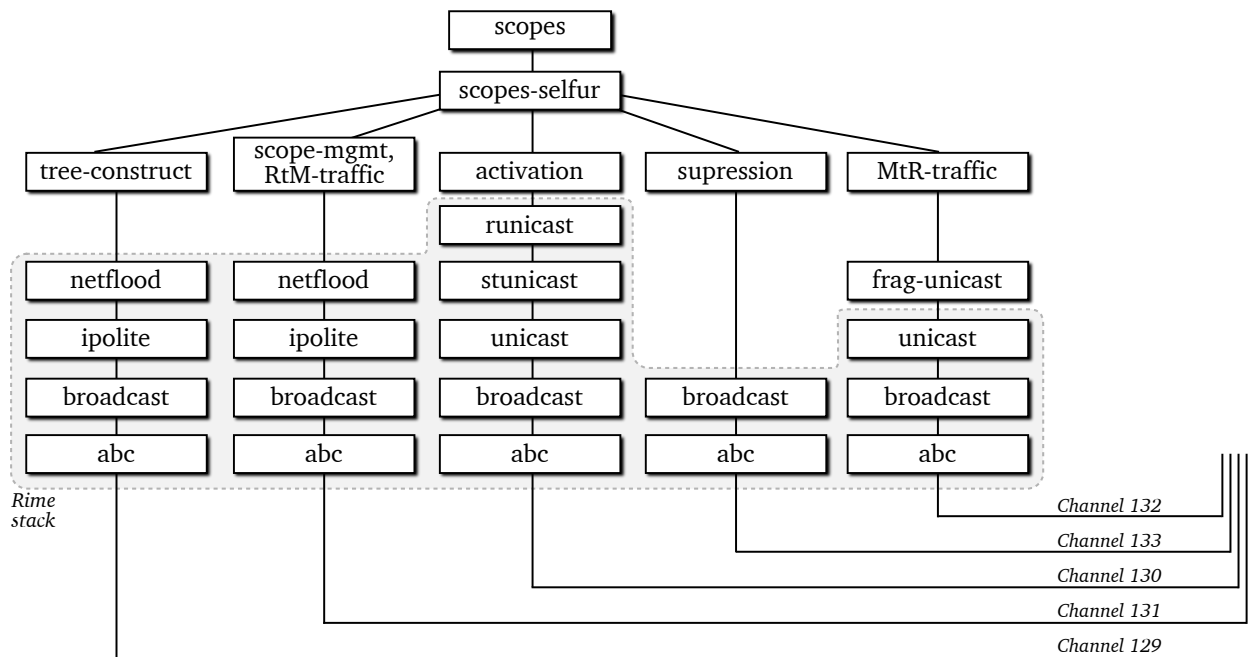 scopes
scopes-selfur
tree-construct
scope-mgmt,
RtM-traffic
activation
supression
MtR-traffic
runicast
netflood
netflood
stunicast
frag-unicast
ipolite
ipolite
unicast
unicast
broadcast
broadcast
broadcast
broadcast
broadcast
abc
abc
abc
abc
abc
Rime
stack
Channel 132
Channel 133
Channel 130
Channel 131
Channel 129